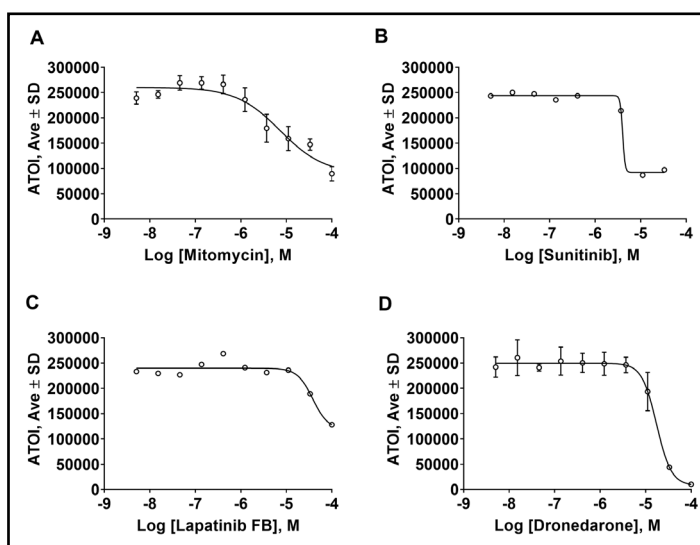 A
ATOI, Ave ± SD
300000
250000
200000
150000
100000
50000
0
-9 -8 -7 -6 -5 -4
Log [Mitomycin], M
B
ATOI, Ave ± SD
300000
250000
200000
150000
100000
50000
0
-9 -8 -7 -6 -5 -4
Log [Sunitinib], M
C
ATOI, Ave ± SD
300000
250000
200000
150000
100000
50000
0
-9 -8 -7 -6 -5 -4
Log [Lapatinib FB], M
D
ATOI, Ave ± SD
300000
250000
200000
150000
100000
50000
0
-9 -8 -7 -6 -5 -4
Log [Dronedarone], M